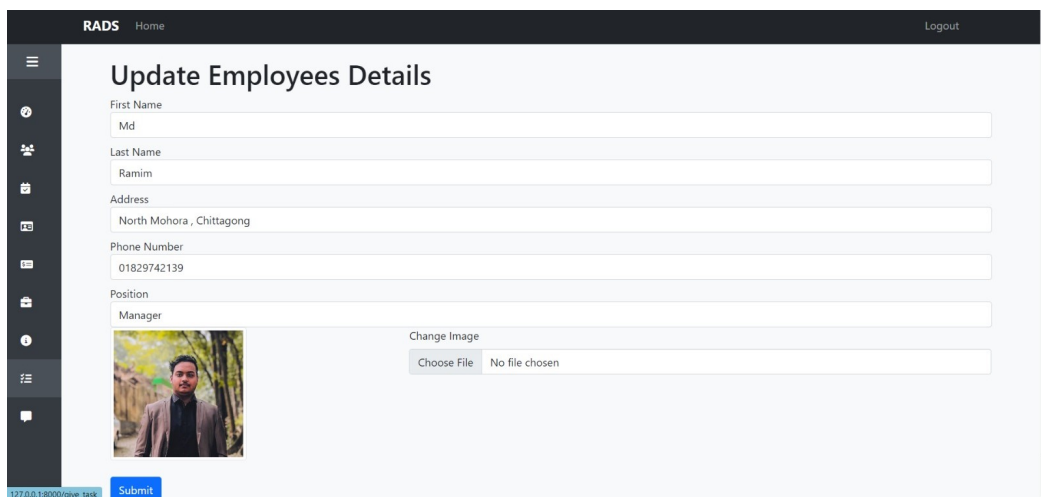 RADS Home Logout
Update Employees Details
First Name
Md
Last Name
Ramim
Address
North Mohora , Chittagong
Phone Number
01829742139
Position
Manager
Change Image
Choose File No file chosen
Submit
127.0.0.1:8000/give_task